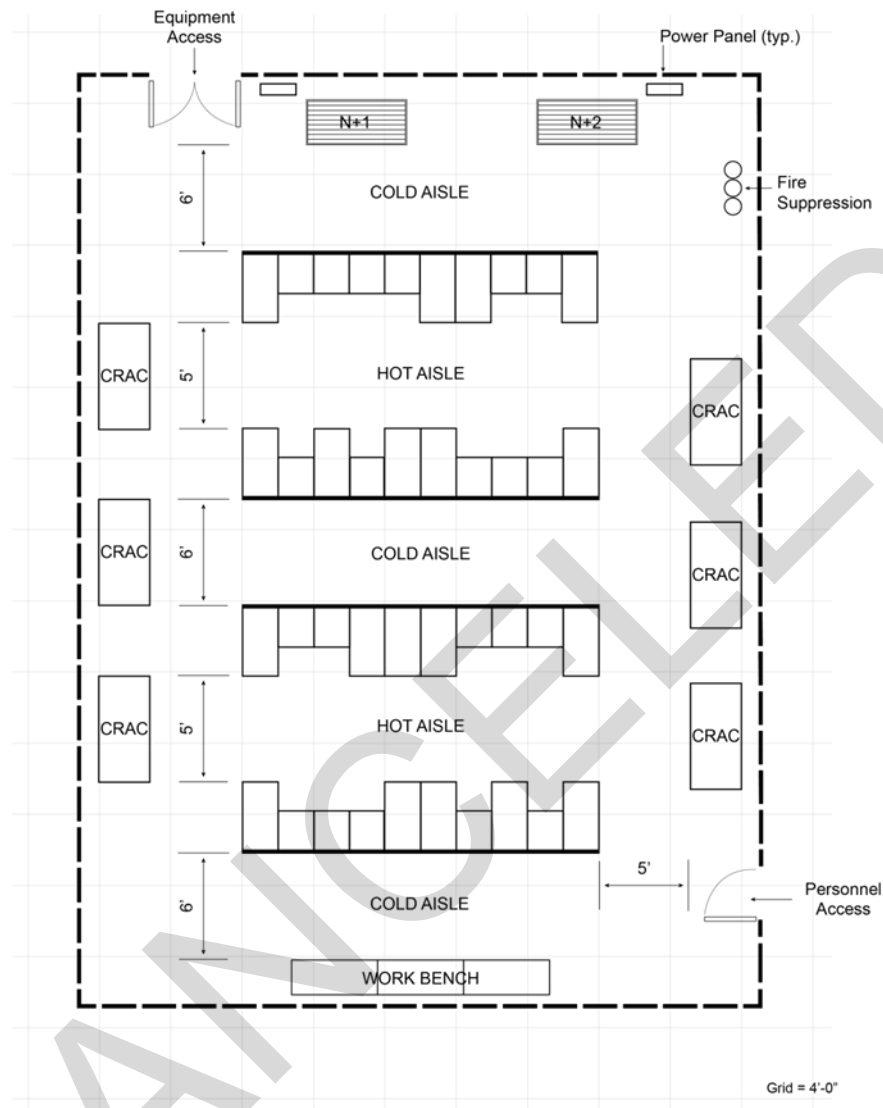 Equipment
Access
Power Panel (typ.)
N+1
N+2
6'
COLD AISLE
Fire
Suppression
CRAC
5'
HOT AISLE
CRAC
CRAC
6'
COLD AISLE
CRAC
CRAC
5'
HOT AISLE
CRAC
5'
6'
COLD AISLE
Personnel
Access
WORK BENCH
Grid = 4'-0"
ANCELED